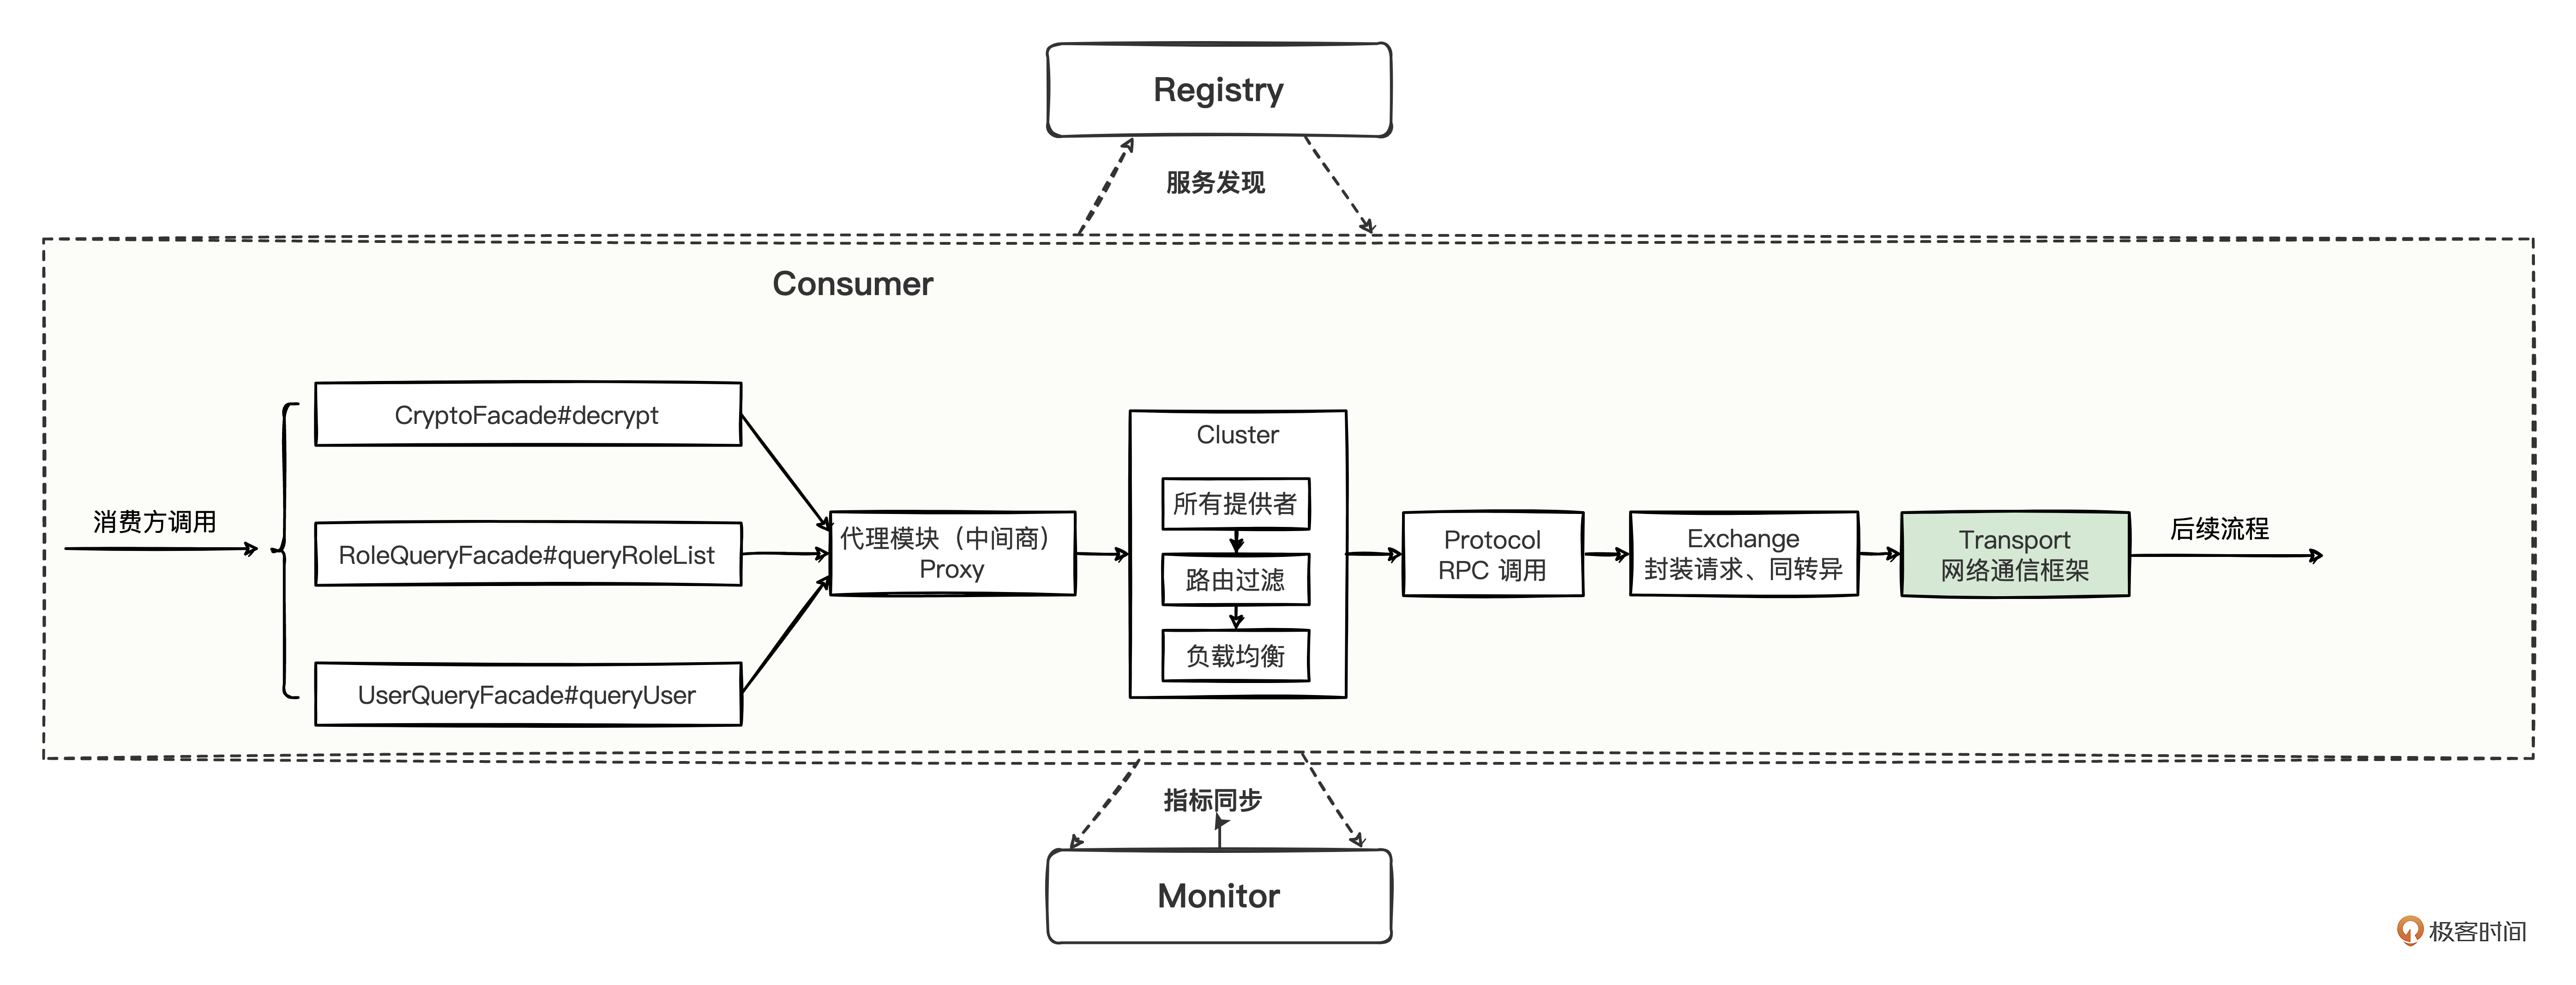 Registry
服务发现
Consumer
消费方调用
CryptoFacade#decrypt
RoleQueryFacade#queryRoleList
UserQueryFacade#queryUser
代理模块（中间商）
Proxy
Cluster
所有提供者
路由过滤
负载均衡
Protocol
RPC 调用
Exchange
封装请求、同转异
Transport
网络通信框架
后续流程
指标同步
Monitor
极客时间